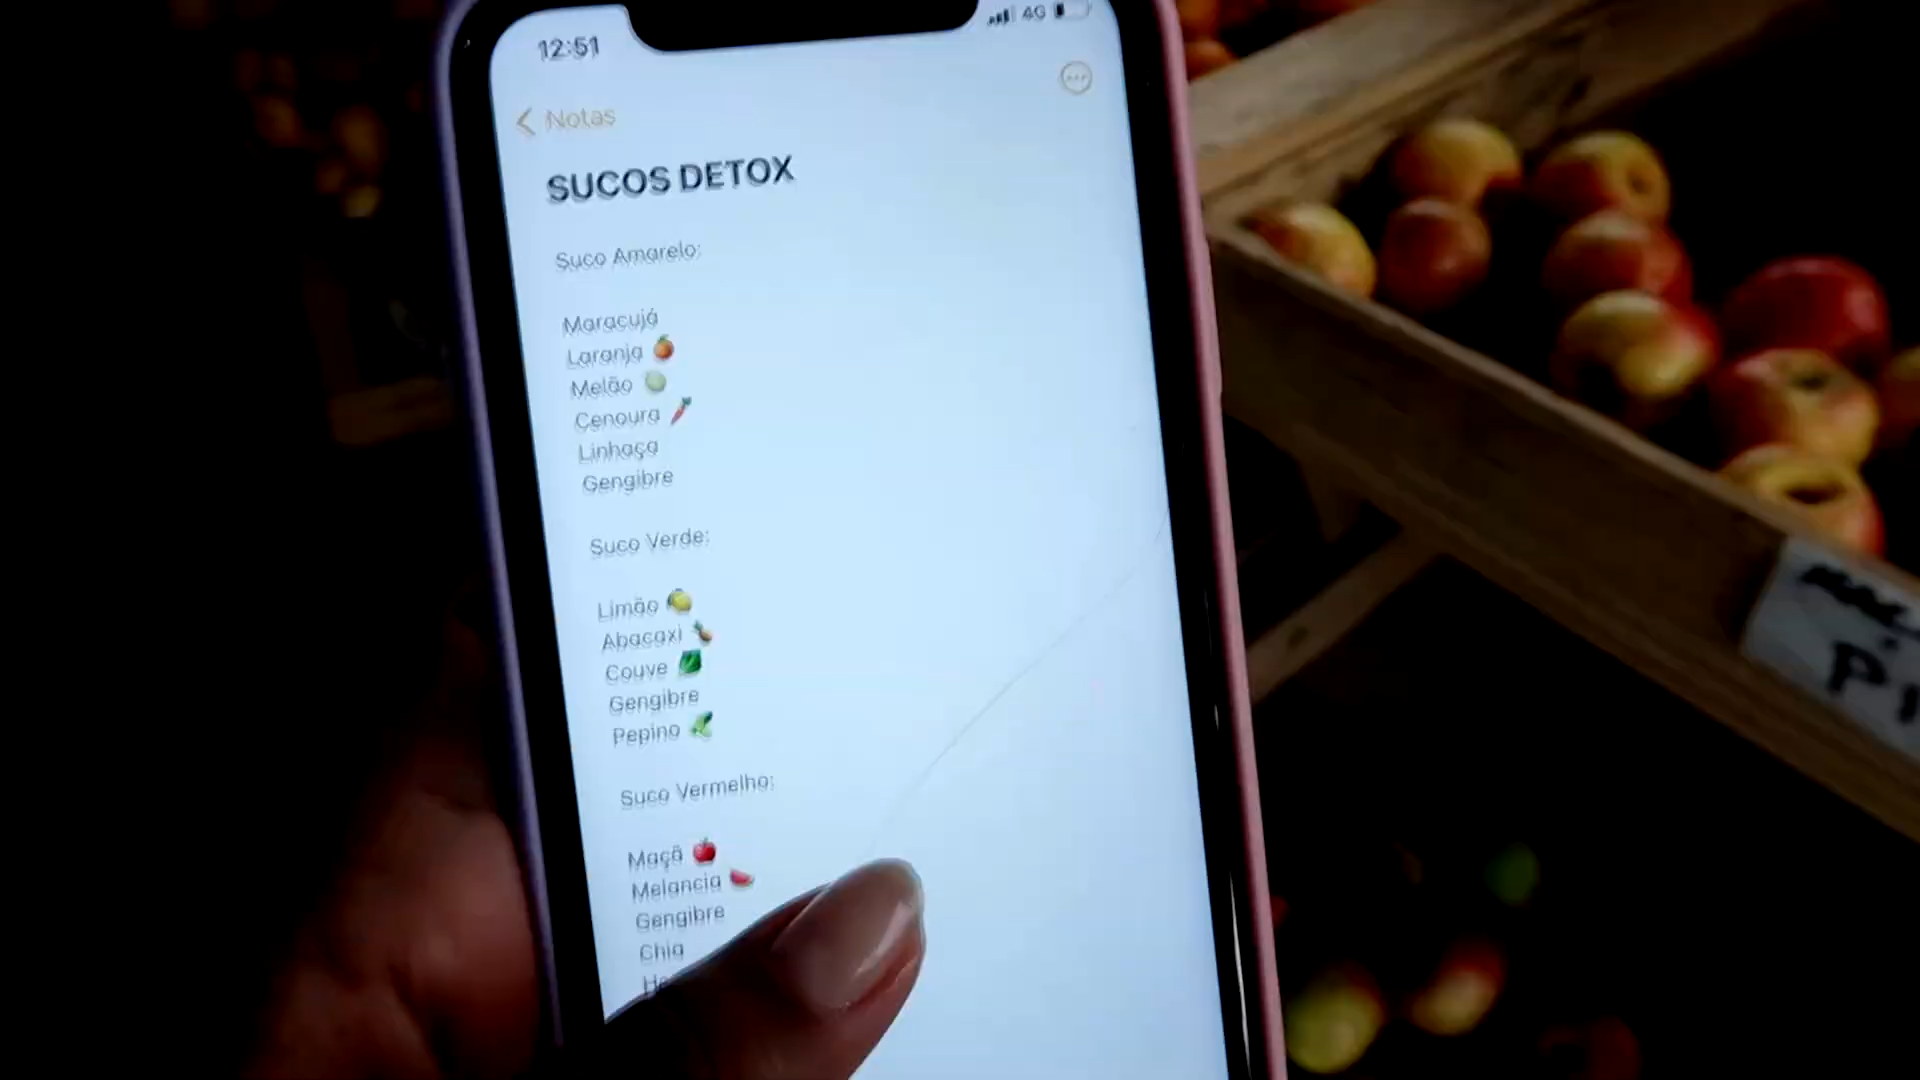 12:51
4G
Notas
SUCOS DETOX
Suco Amarelo:
Maracujá
Laranja 🍊
Melão 🍈
Cenoura 🥕
Linhaça
Gengibre
Suco Verde:
Limão 🍋
Abacaxi 🍍
Couve 🥬
Gengibre
Pepino 🥒
Suco Vermelho:
Maçã 🍎
Melancia 🍉
Gengibre
Chia